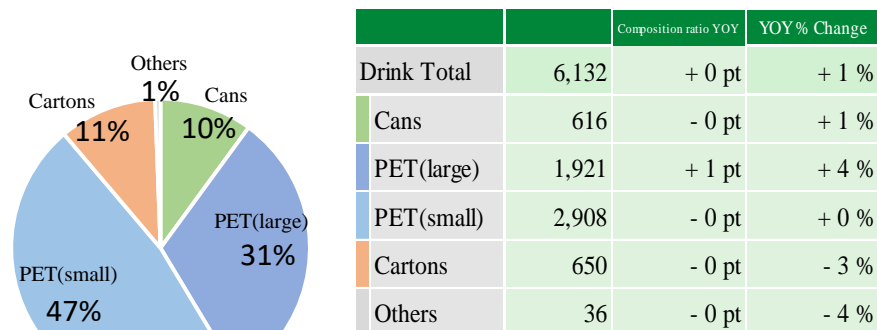 Others
1%
Cartons
11%
Cans
10%
PET(large)
31%
PET(small)
47%
Composition ratio YOY YOY % Change
Drink Total 6,132 + 0 pt + 1 %
Cans 616 - 0 pt + 1 %
PET(large) 1,921 + 1 pt + 4 %
PET(small) 2,908 - 0 pt + 0 %
Cartons 650 - 0 pt - 3 %
Others 36 - 0 pt - 4 %